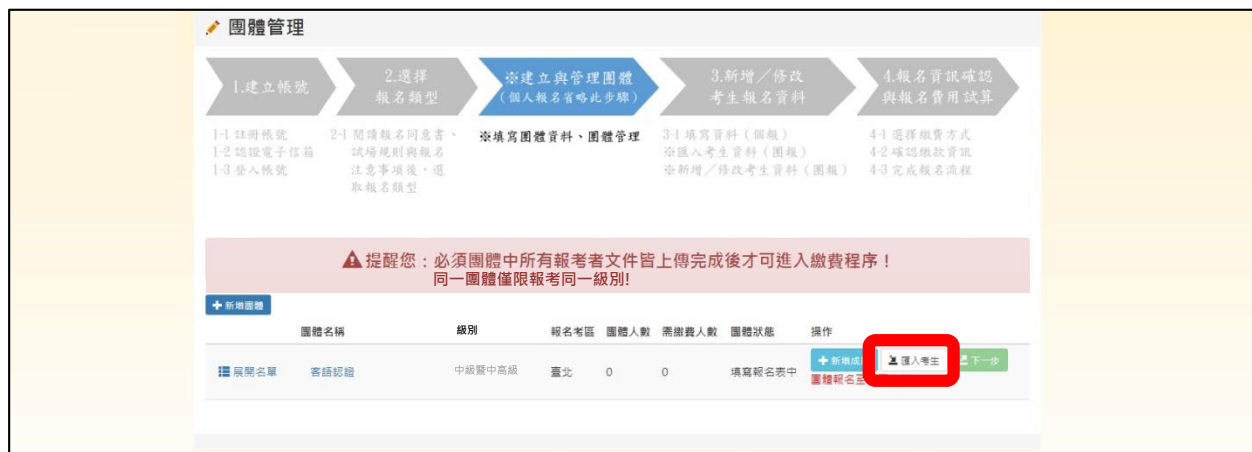 團體管理
1.建立帳號
2.選擇
報名類型
※建立與管理團體
(個人報名省略此步驟)
3.新增／修改
考生報名資料
4.報名資訊確認
與報名費用試算
1-1 註冊帳號
1-2 認證電子信箱
1-3 登入帳號
2-1 閱讀報名同意書、
試場規則與報名
注意事項後，選
取報名類型
※填寫團體資料、團體管理
3-1 填寫資料（個報）
※匯入考生資料（團報）
※新增／修改考生資料（團報）
4-1 選擇繳費方式
4-2 確認繳款資訊
4-3 完成報名流程
提醒您：必須團體中所有報考者文件皆上傳完成後才可進入繳費程序！
同一團體僅限報考同一級別!
新增團體
團體名稱 級別 報名考區 團體人數 需繳費人數 團體狀態 操作
展開名單 客語認證 中級暨中高級 臺北 0 0 填寫報名表中 新增成 匯入考生 下一步
團體報名至